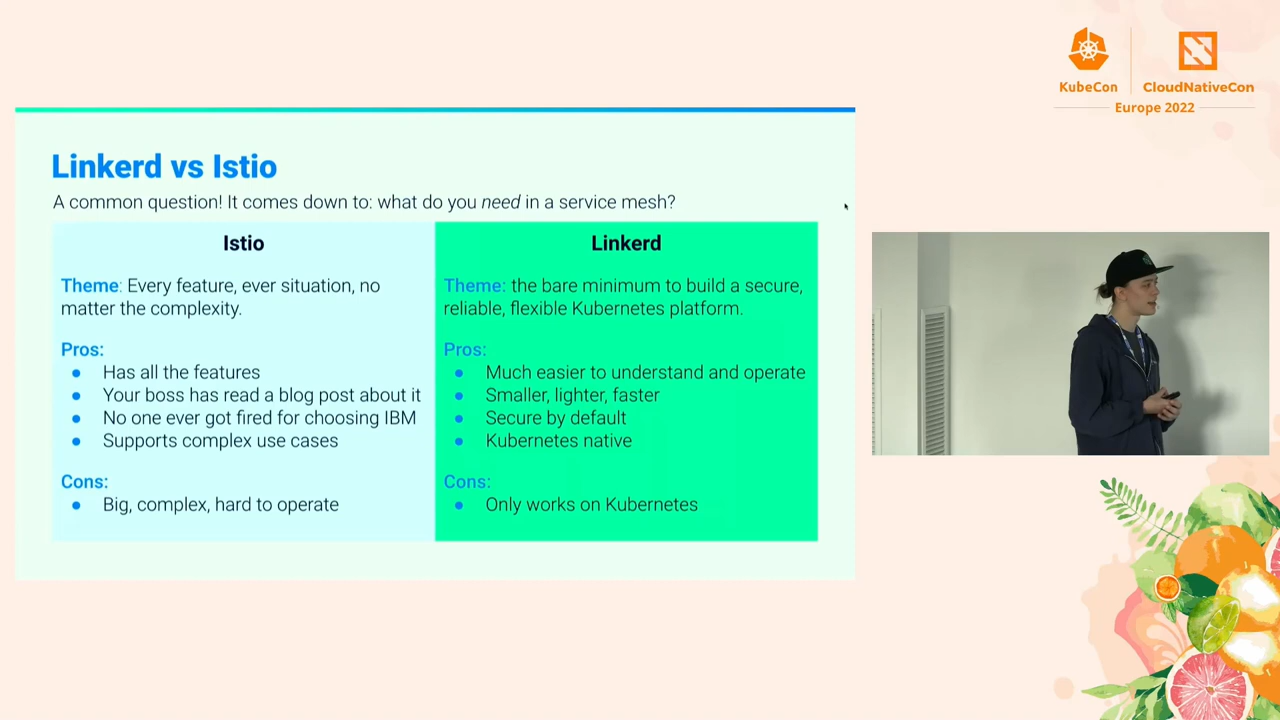 KubeCon
CloudNativeCon
Europe 2022
Linkerd vs Istio
A common question! It comes down to: what do you need in a service mesh?
Istio
Theme: Every feature, ever situation, no
matter the complexity.
Pros:
Has all the features
Your boss has read a blog post about it
No one ever got fired for choosing IBM
Supports complex use cases
Cons:
Big, complex, hard to operate
Linkerd
Theme: the bare minimum to build a secure,
reliable, flexible Kubernetes platform.
Pros:
Much easier to understand and operate
Smaller, lighter, faster
Secure by default
Kubernetes native
Cons:
Only works on Kubernetes